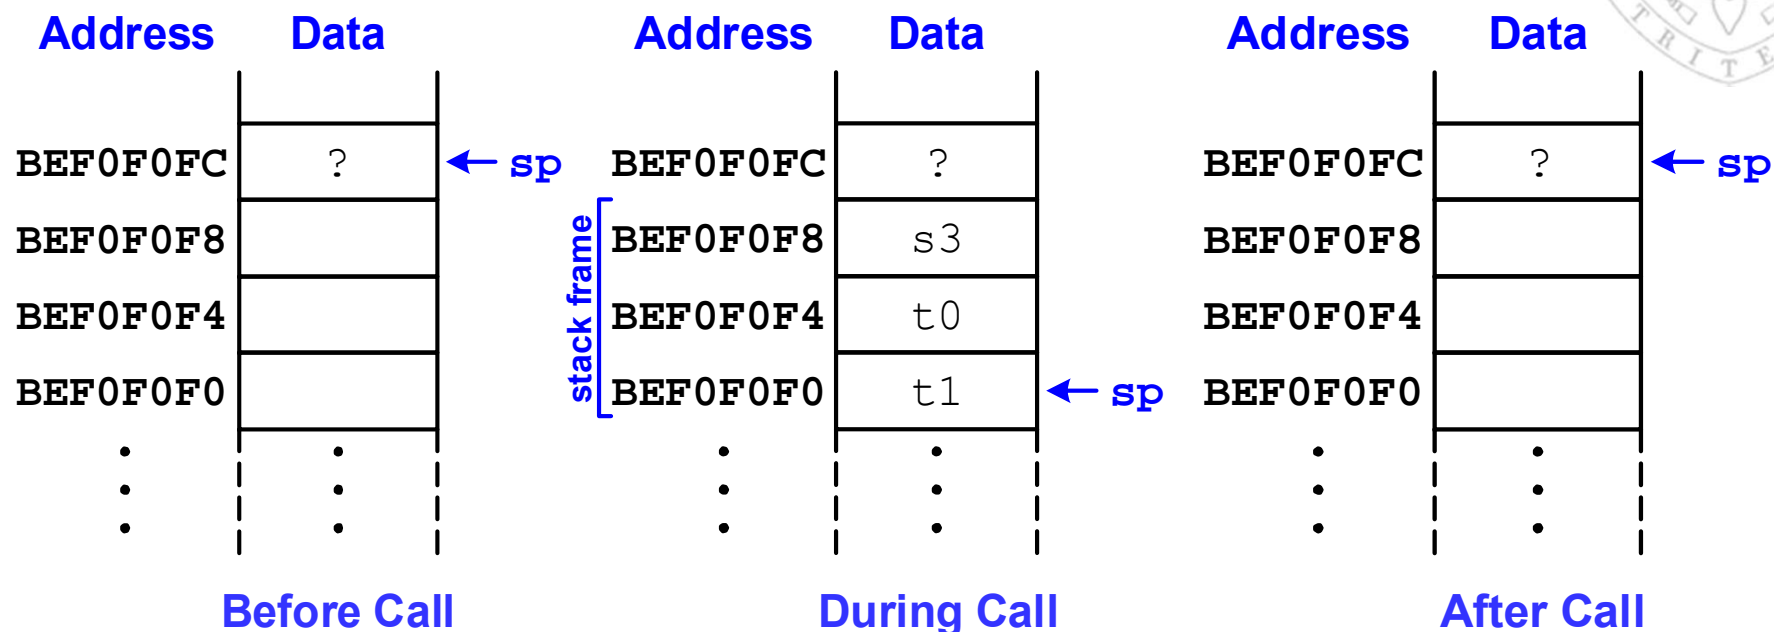 Address Data Address Data Address Data
BEF0F0FC ? sp BEF0F0FC ? BEF0F0FC ? sp
BEF0F0F8 BEF0F0F8 s3 BEF0F0F8
BEF0F0F4 BEF0F0F4 t0 BEF0F0F4
BEF0F0F0 BEF0F0F0 t1 sp BEF0F0F0
stack frame
Before Call During Call After Call